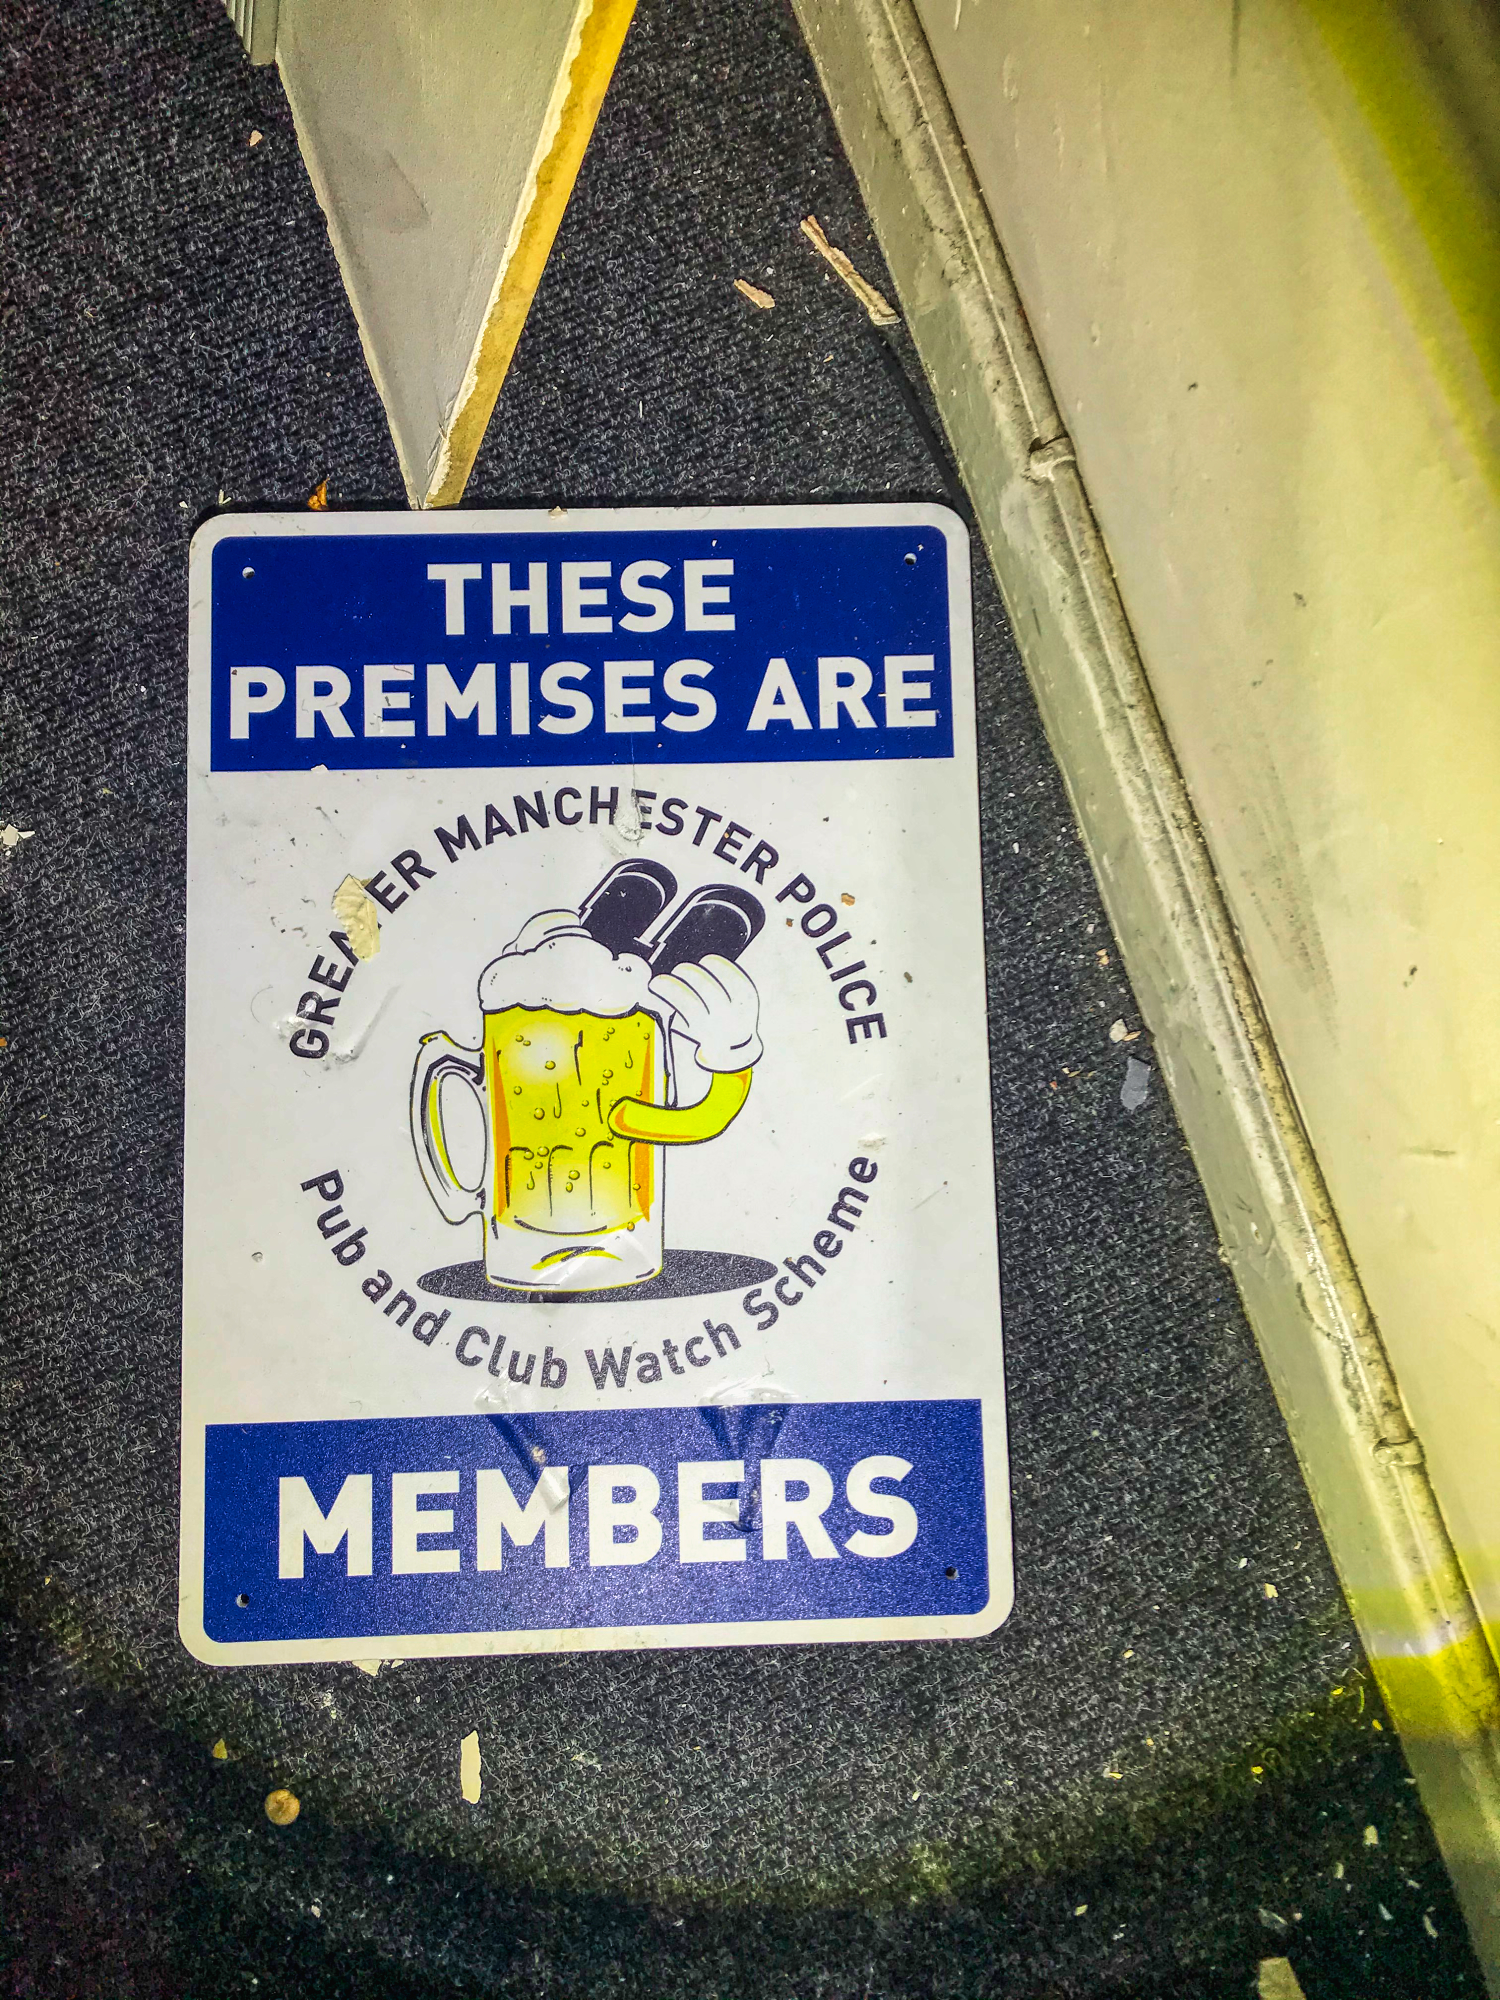 THESE
PREMISES ARE
GREATER MANCHESTER POLICE
Pub and Club Watch Scheme
MEMBERS